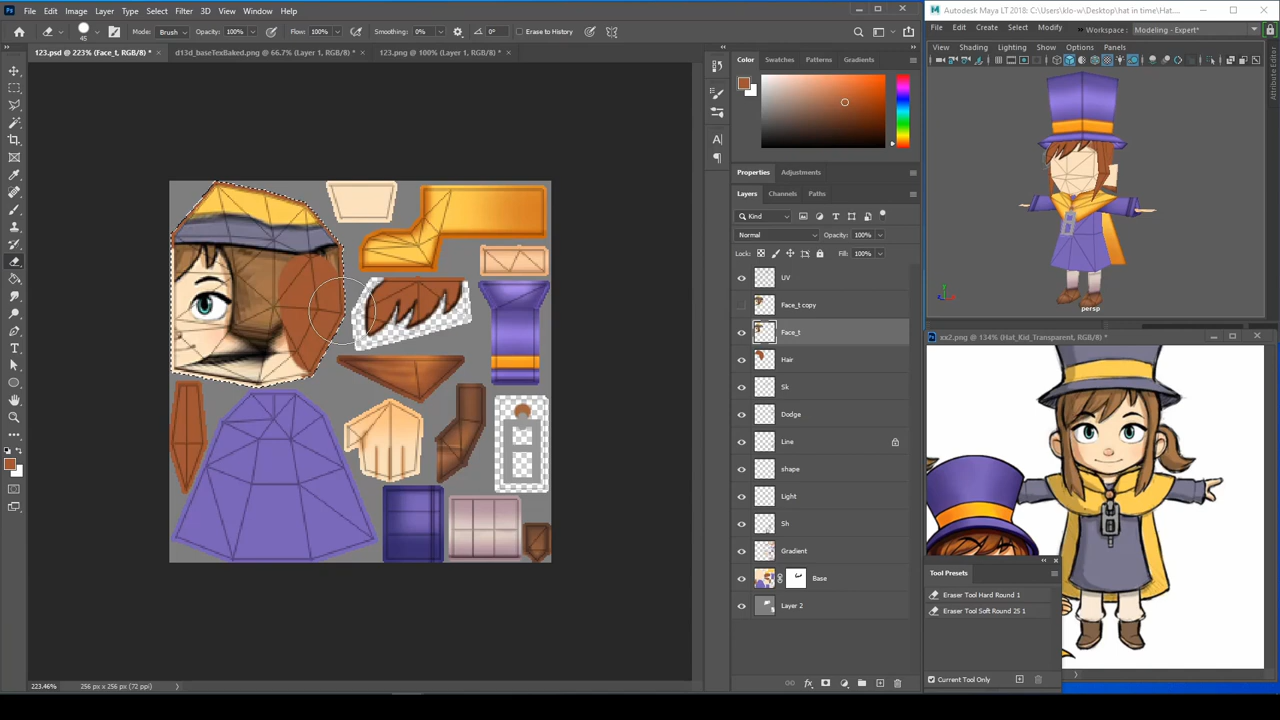 File Edit Image Layer Type Select Filter 3D View Window Help
Mode: Brush 45 Opacity: 100% Flow: 100% Smoothing: 0% 0° Erase to History
123.psd @ 223% (Face_t, RGB/8) * × d13d_baseTexBaked.png @ 66.7% (Layer 1, RGB/8) * × 123.png @ 100% (Layer 1, RGB/8) * ×
Color Swatches Patterns Gradients
Properties Adjustments
Layers Channels Paths
Kind
Normal Opacity: 100%
Lock: Fill: 100%
UV
Face_t copy
Face_t
Hair
Sk
Dodge
Line
shape
Light
Sh
Gradient
Base
Layer 2
223.46% 256 px x 256 px (72 ppi)
Autodesk Maya LT 2018: C:\Users\klo-w\Desktop\hat in time\Hat...
File Edit Create Select Modify Workspace : Modeling - Expert*
View Shading Lighting Show Options Panels
Attribute Editor
persp
xx2.png @ 134% (Hat_Kid_Transparent, RGB/8) *
Tool Presets
Eraser Tool Hard Round 1
Eraser Tool Soft Round 25 1
Current Tool Only